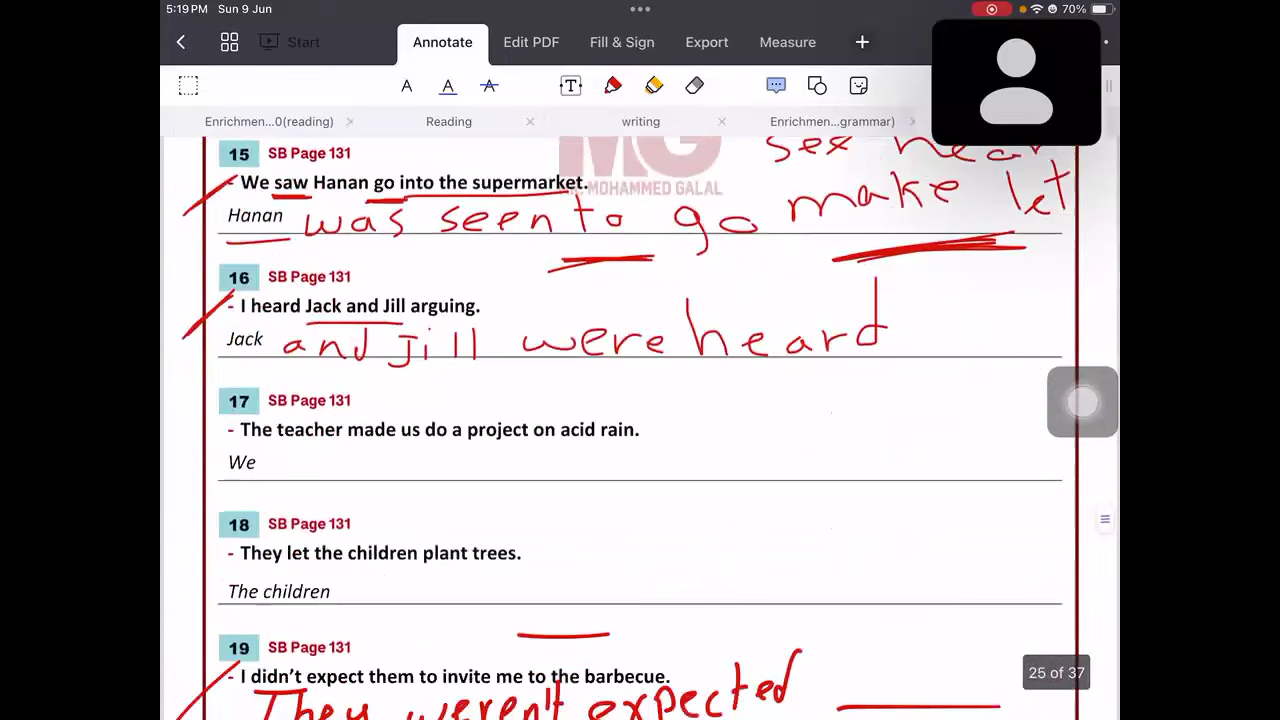 5:19 PM Sun 9 Jun 70%
Start Annotate Edit PDF Fill & Sign Export Measure
A A A T
Enrichmen...0(reading) Reading writing Enrichmen...grammar)
MG
MOHAMMED GALAL
see hear
15 SB Page 131
- We saw Hanan go into the supermarket.
make let
Hanan was seen to go
16 SB Page 131
- I heard Jack and Jill arguing.
Jack and Jill were heard
17 SB Page 131
- The teacher made us do a project on acid rain.
We
18 SB Page 131
- They let the children plant trees.
The children
19 SB Page 131
- I didn't expect them to invite me to the barbecue.
They weren't expected
25 of 37